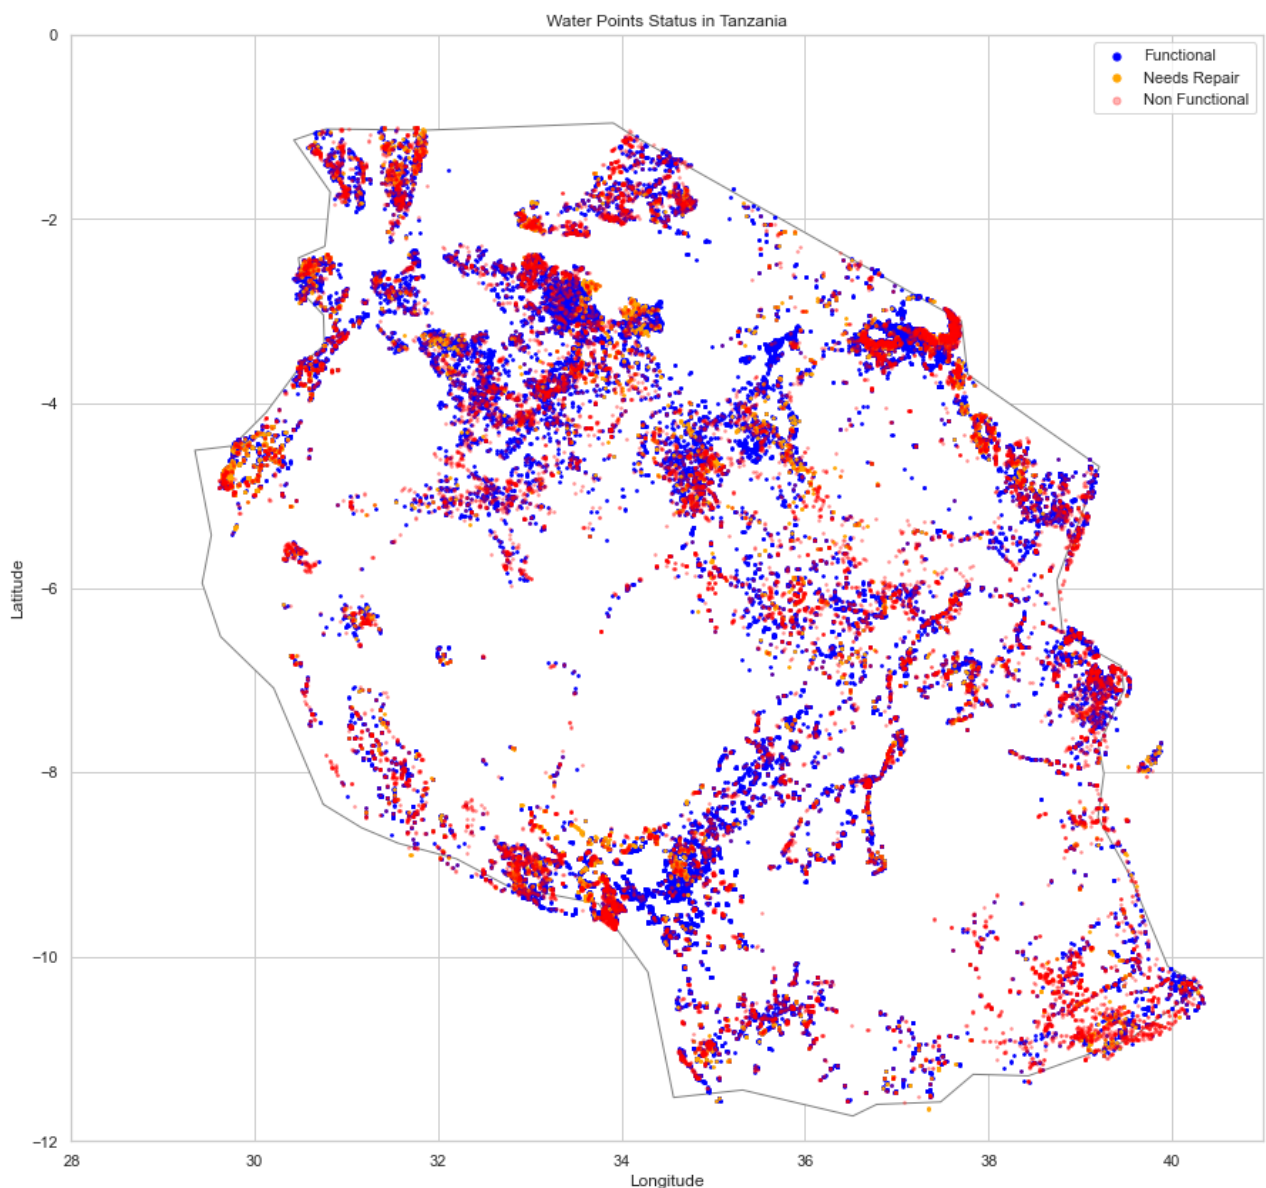 Water Points Status in Tanzania
Functional
Needs Repair
Non Functional
0
−2
−4
−6
−8
−10
−12
Latitude
28
30
32
34
36
38
40
Longitude